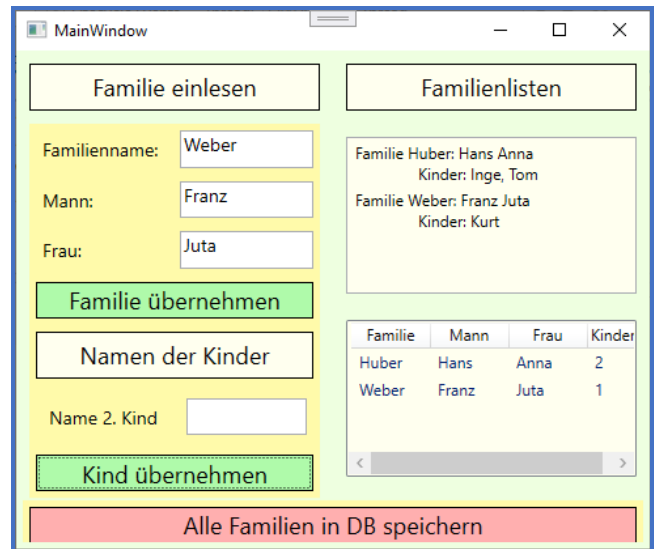 MainWindow
Familie einlesen
Familienname: Weber
Mann: Franz
Frau: Juta
Familie übernehmen
Namen der Kinder
Name 2. Kind
Kind übernehmen
Familienlisten
Familie Huber: Hans Anna
Kinder: Inge, Tom
Familie Weber: Franz Juta
Kinder: Kurt
Familie Mann Frau Kinder
Huber Hans Anna 2
Weber Franz Juta 1
Alle Familien in DB speichern